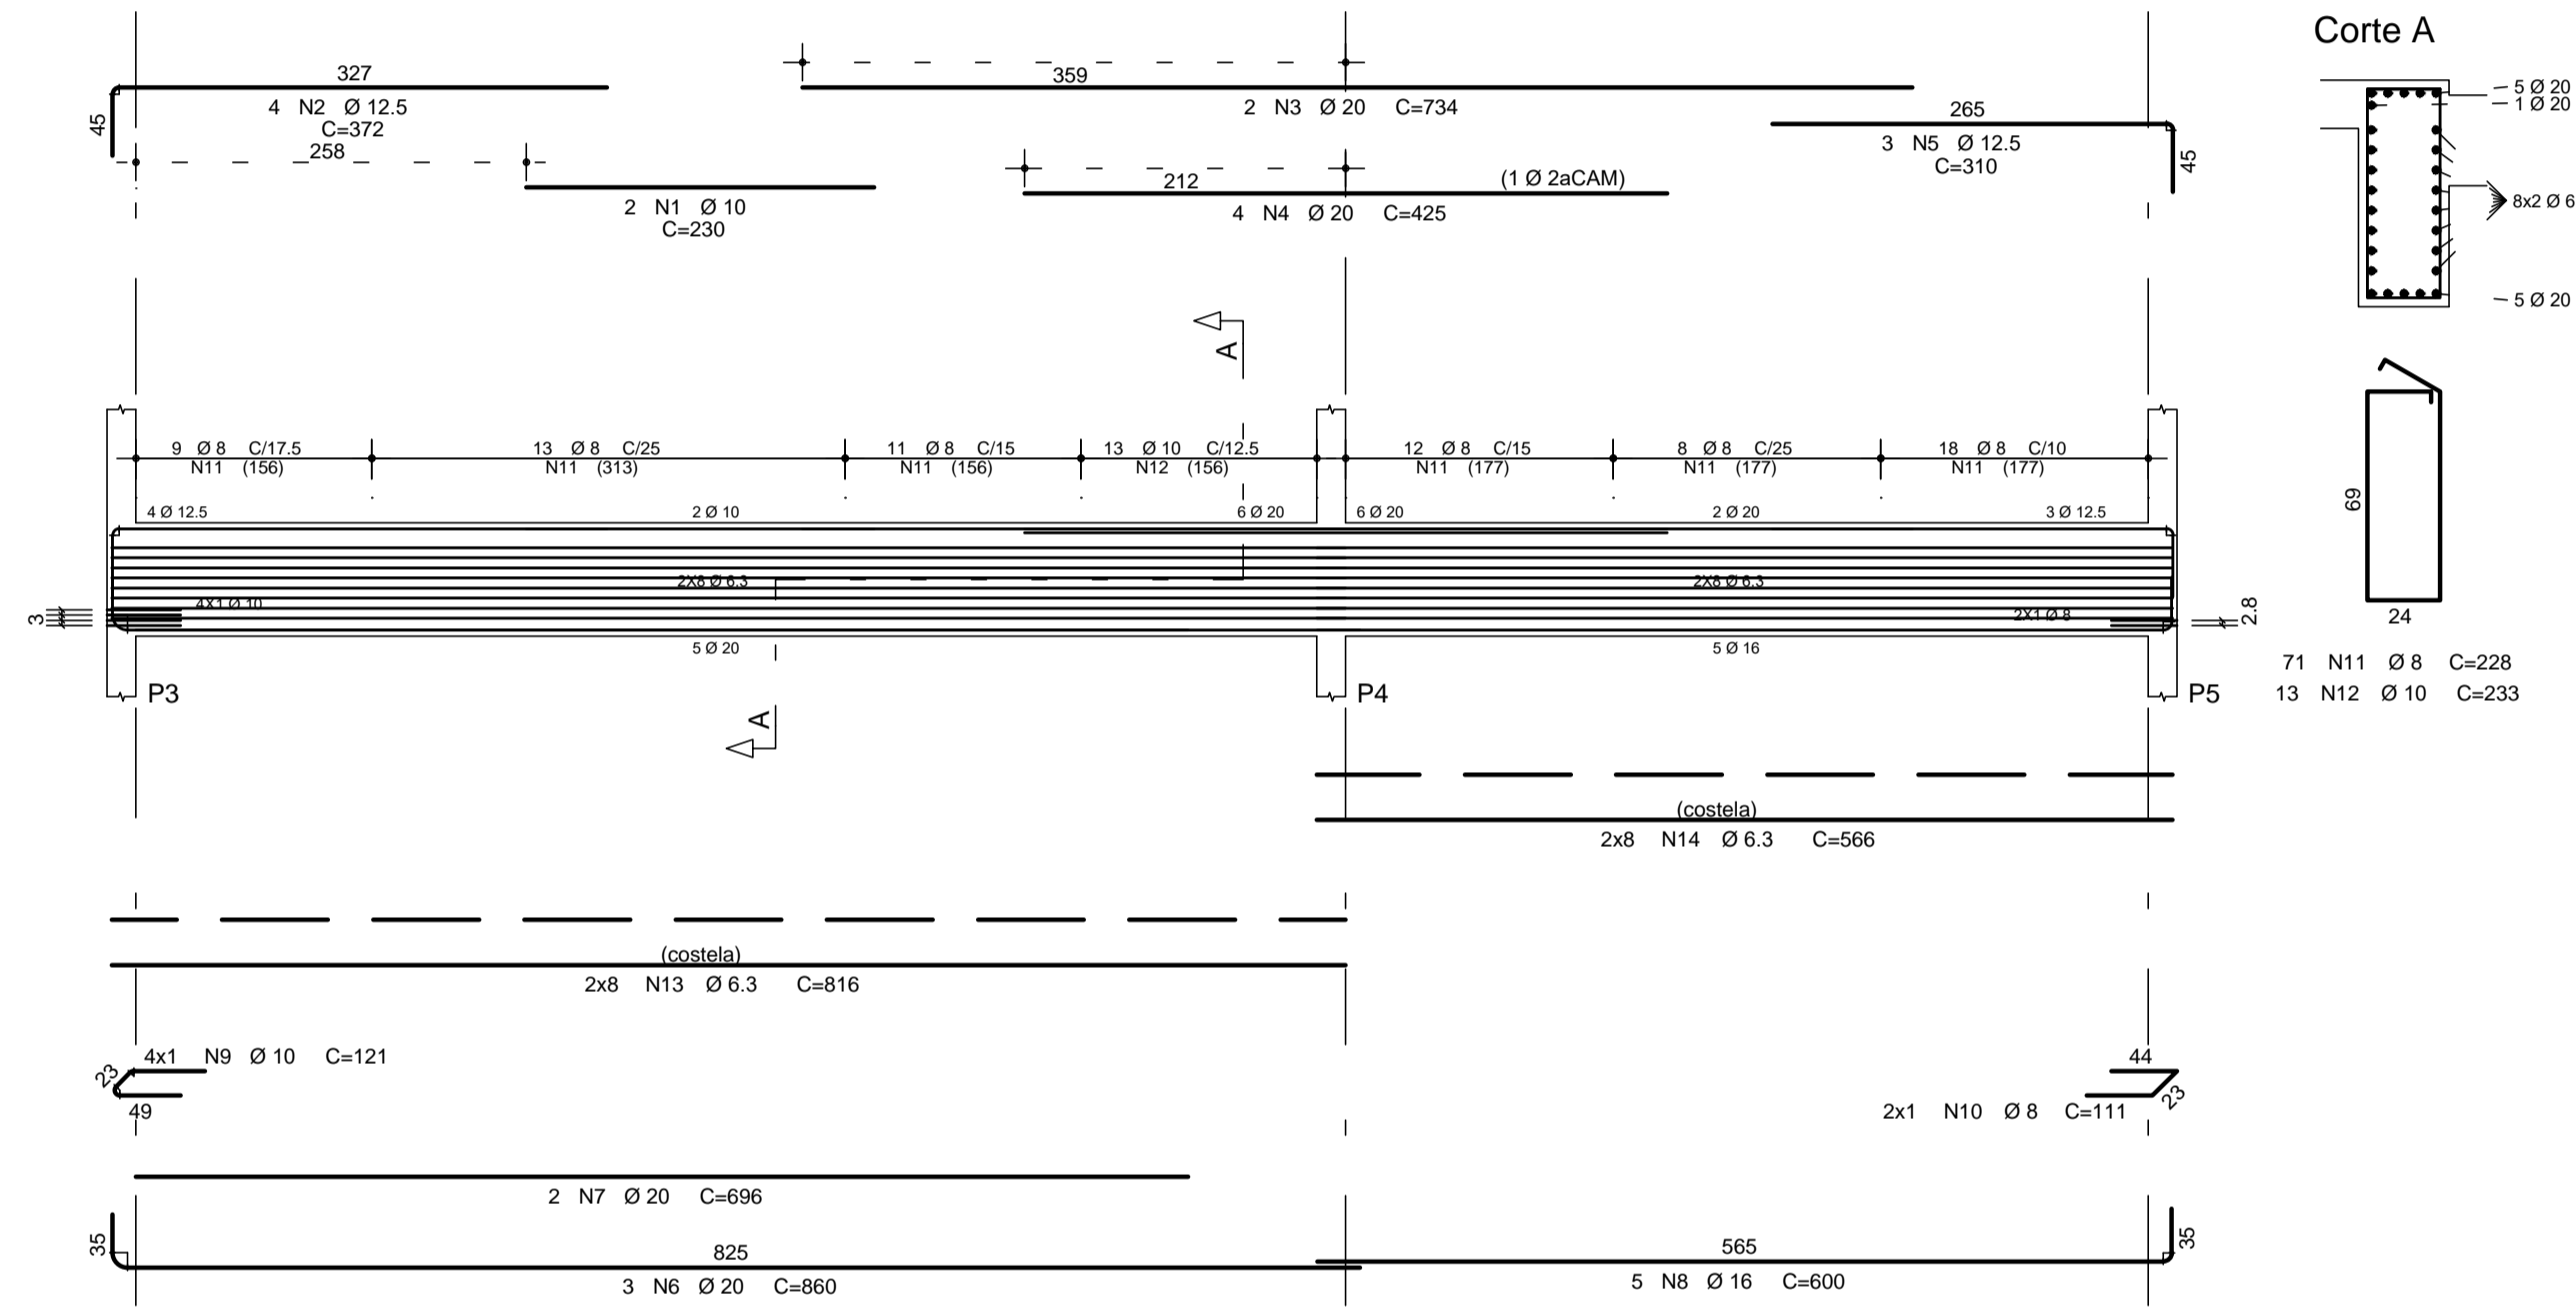 Corte A
327
45
4 N2 Ø 12.5
C=372
258
2 N1 Ø 10
C=230
359
2 N3 Ø 20 C=734
212
(1 Ø 2aCAM)
4 N4 Ø 20 C=425
265
45
3 N5 Ø 12.5
C=310
5 Ø 20
1 Ø 20
8x2 Ø 6
5 Ø 20
A
9 Ø 8 C/17.5
N11 (156)
13 Ø 8 C/25
N11 (313)
11 Ø 8 C/15
N11 (156)
13 Ø 10 C/12.5
N12 (156)
12 Ø 8 C/15
N11 (177)
8 Ø 8 C/25
N11 (177)
18 Ø 8 C/10
N11 (177)
4 Ø 12.5
2 Ø 10
6 Ø 20
6 Ø 20
2 Ø 20
3 Ø 12.5
2X8 Ø 6.3
2X8 Ø 6.3
4X1 Ø 10
2X1 Ø 8
3
2.8
5 Ø 20
5 Ø 16
P3
P4
P5
A
69
24
71 N11 Ø 8 C=228
13 N12 Ø 10 C=233
(costela)
2x8 N14 Ø 6.3 C=566
(costela)
2x8 N13 Ø 6.3 C=816
4x1 N9 Ø 10 C=121
23
49
44
23
2x1 N10 Ø 8 C=111
2 N7 Ø 20 C=696
35
825
3 N6 Ø 20 C=860
565
35
5 N8 Ø 16 C=600